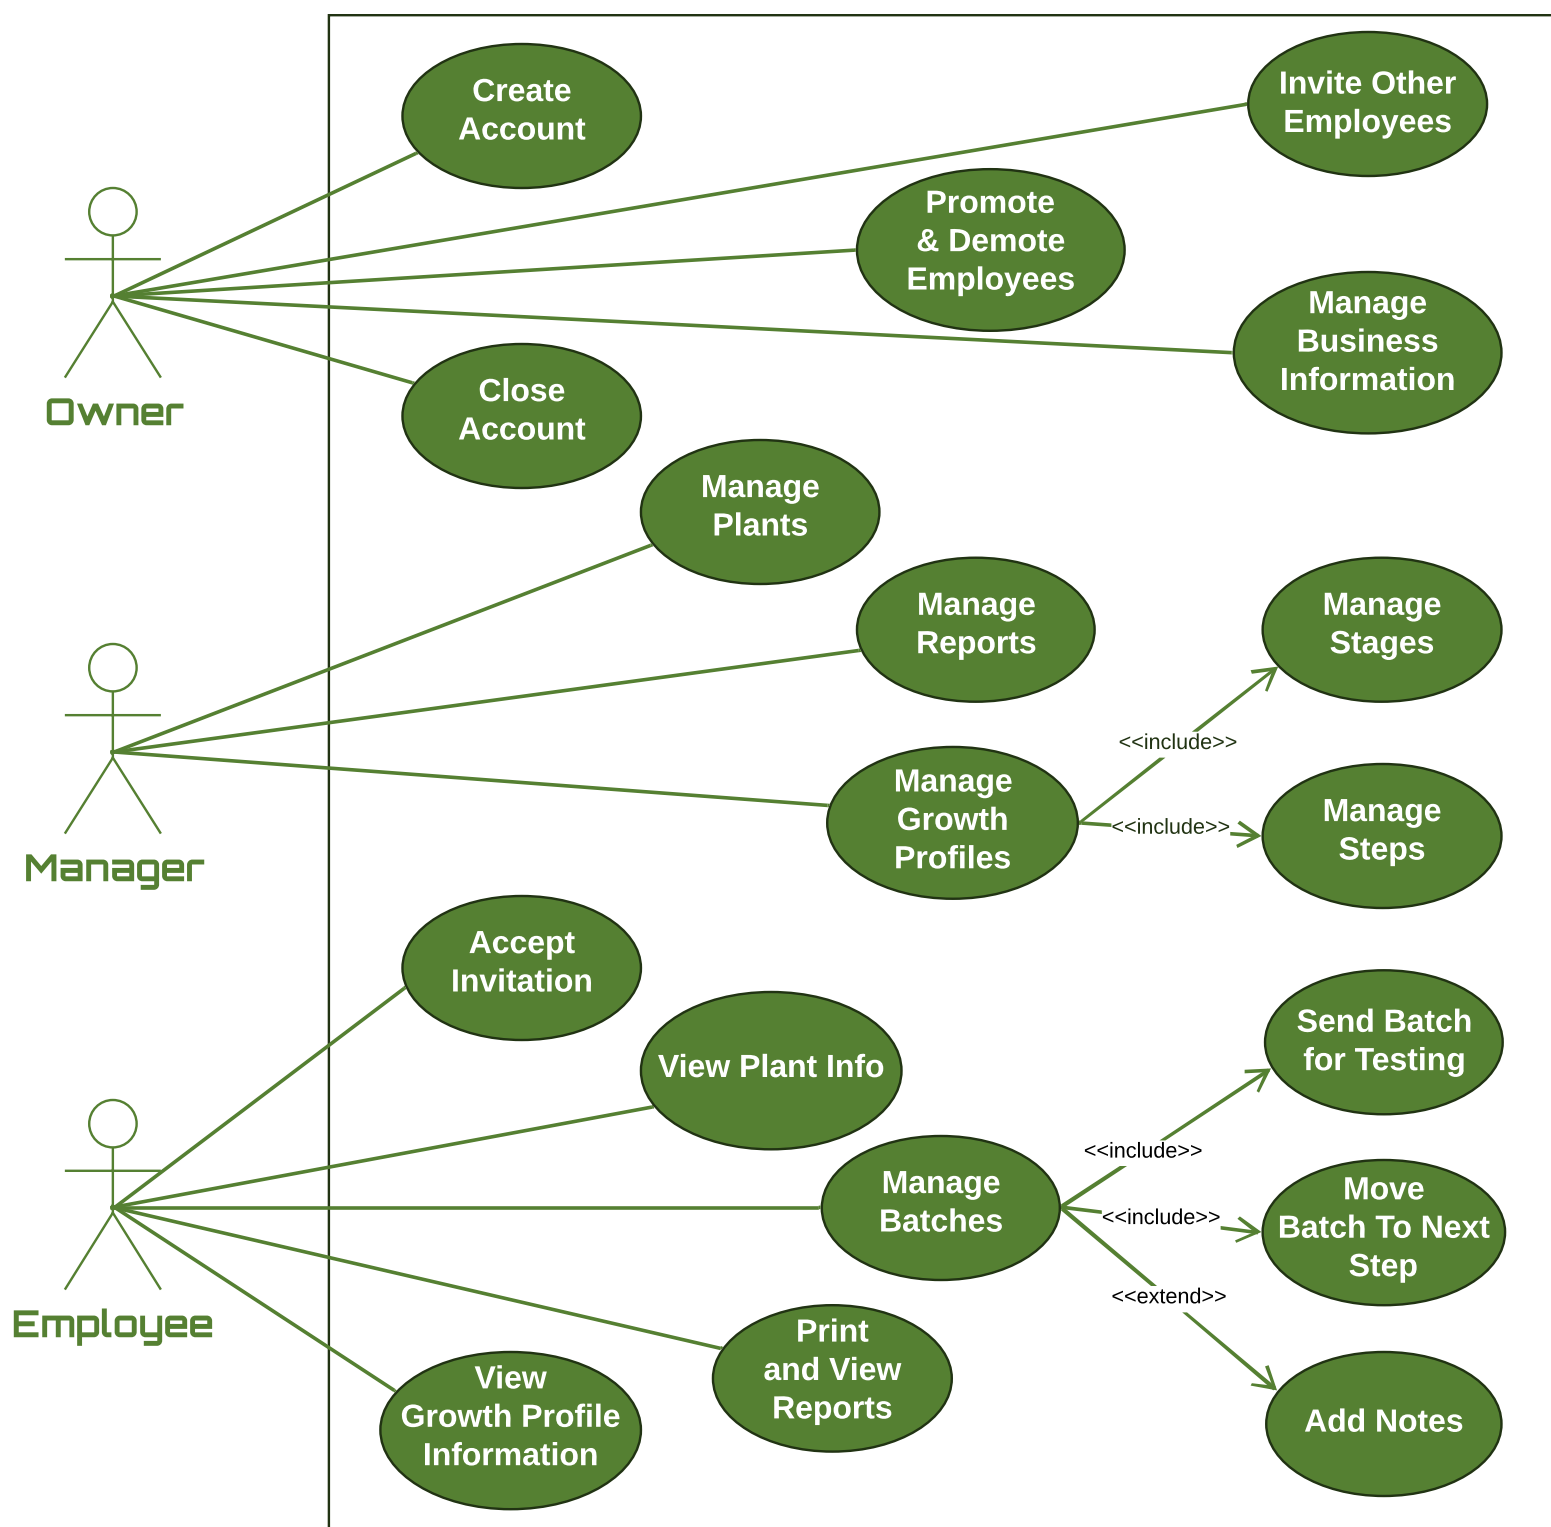 Create
Account
Invite Other
Employees
Promote
& Demote
Employees
Manage
Business
Information
Owner
Close
Account
Manage
Plants
Manage
Reports
Manage
Stages
<<include>>
Manage
Growth
Profiles
<<include>>
Manage
Steps
Manager
Accept
Invitation
View Plant Info
Send Batch
for Testing
<<include>>
Manage
Batches
<<include>>
Move
Batch To Next
Step
<<extend>>
Employee
Print
and View
Reports
View
Growth Profile
Information
Add Notes